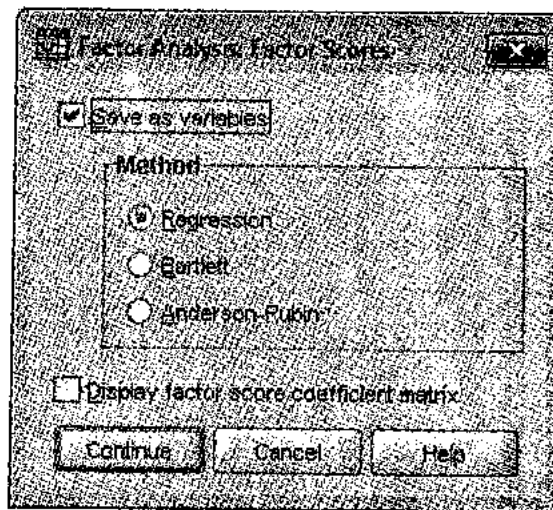 Factor Analysis: Factor Scores
Save as variables
Method
Regression
Bartlett
Anderson-Rubin
Display factor score coefficient matrix
Continue Cancel Help